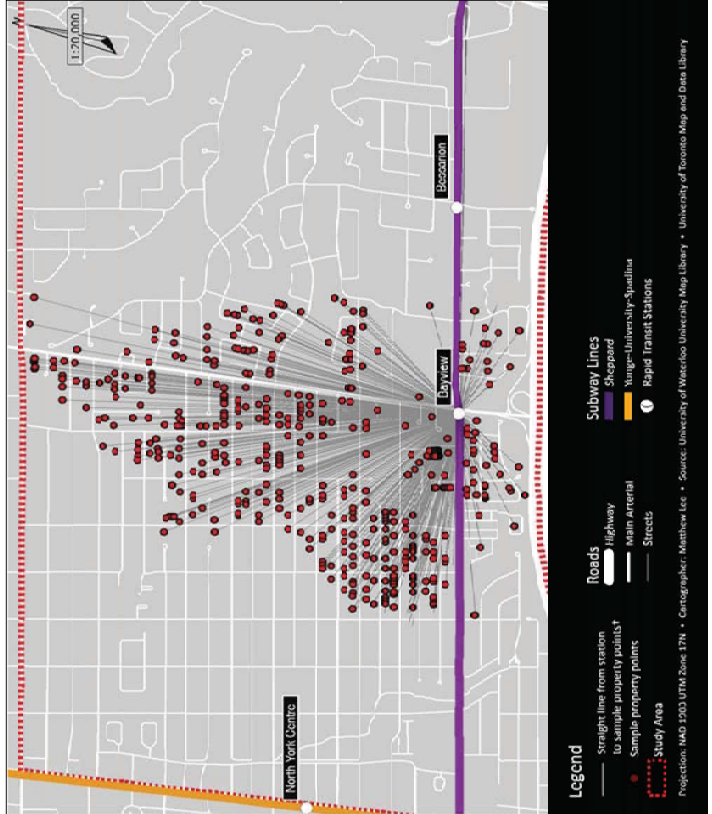 N
1:20,000
Bessarion
Bayview
North York Centre
Legend
Straight line from station
to sample property points†
Sample property points
Study Area
Roads
Highway
Main Arterial
Streets
Subway Lines
Sheppard
Yonge-University-Spadina
Rapid Transit Stations
Projection: NAD 1983 UTM Zone 17N • Cartographer: Matthew Lee • Source: University of Waterloo University Map Library • University of Toronto Map and Data Library